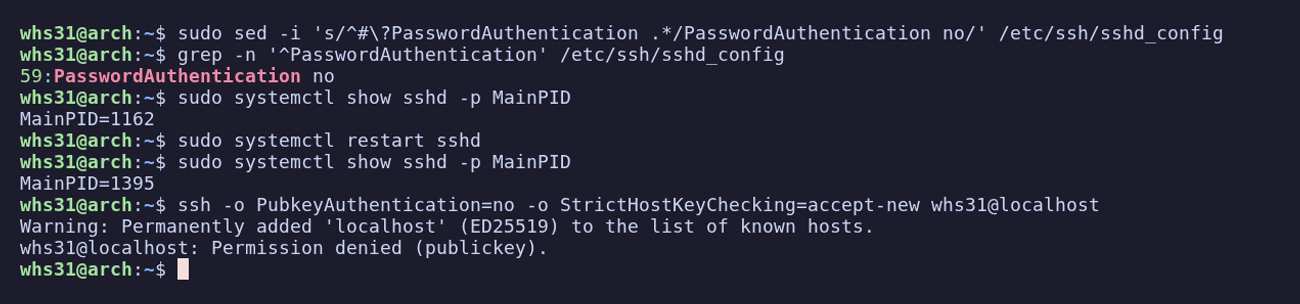 whs31@arch:~$ sudo sed -i 's/^#\?PasswordAuthentication .*/PasswordAuthentication no/' /etc/ssh/sshd_config
whs31@arch:~$ grep -n '^PasswordAuthentication' /etc/ssh/sshd_config
59:PasswordAuthentication no
whs31@arch:~$ sudo systemctl show sshd -p MainPID
MainPID=1162
whs31@arch:~$ sudo systemctl restart sshd
whs31@arch:~$ sudo systemctl show sshd -p MainPID
MainPID=1395
whs31@arch:~$ ssh -o PubkeyAuthentication=no -o StrictHostKeyChecking=accept-new whs31@localhost
Warning: Permanently added 'localhost' (ED25519) to the list of known hosts.
whs31@localhost: Permission denied (publickey).
whs31@arch:~$